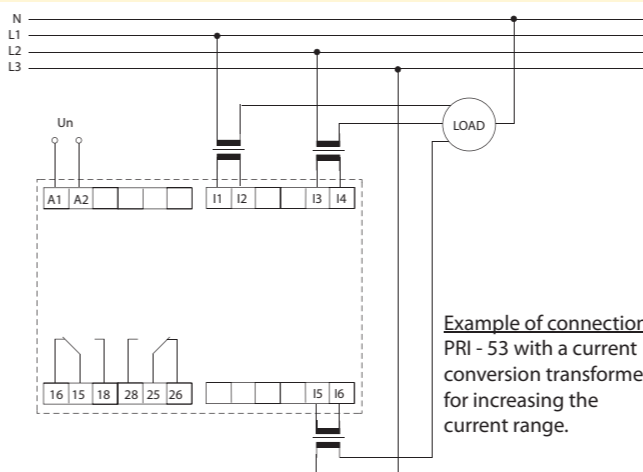 N
L1
L2
L3
Un
LOAD
A1 A2 I1 I2 I3 I4
Example of connection
PRI - 53 with a current
conversion transforme
for increasing the
current range.
16 15 18 28 25 26 I5 I6